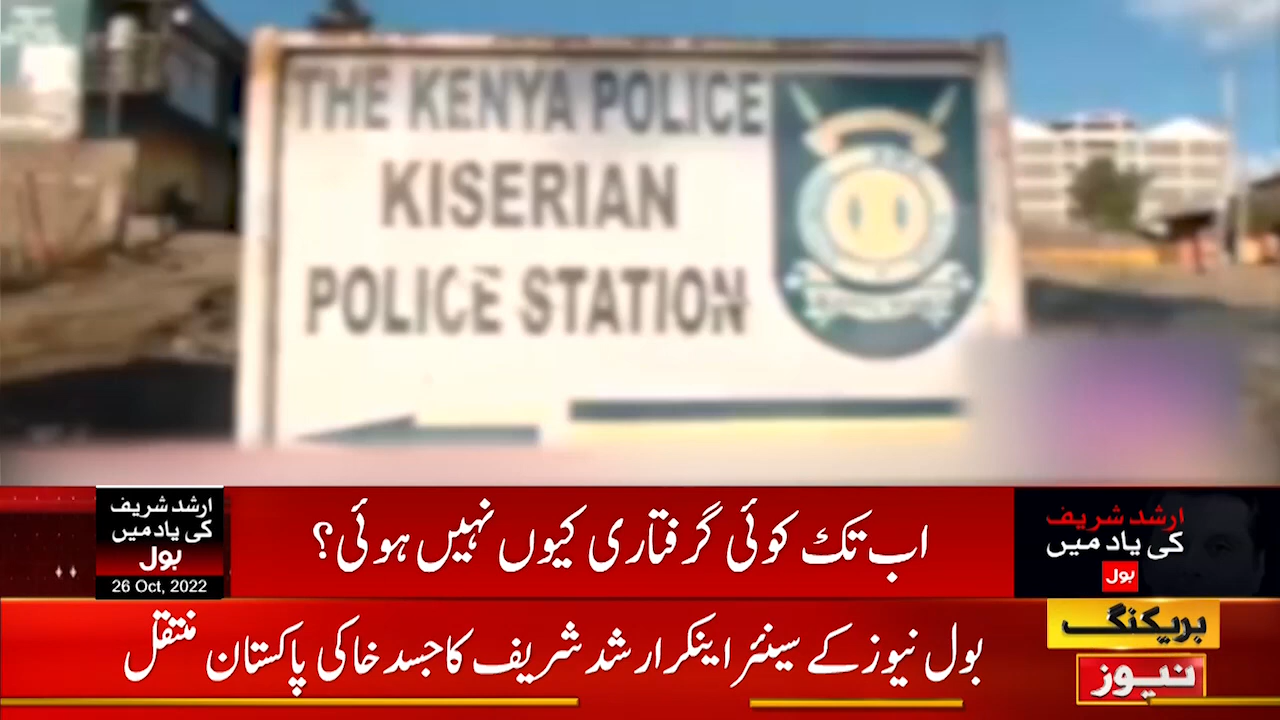 THE KENYA POLICE
KISERIAN
POLICE STATION
ارشد شریف
کی یاد میں
بول
26 Oct, 2022
اب تک کوئی گرفتاری کیوں نہیں ہوئی؟
ارشد شریف
کی یاد میں
بول
بول نیوز کے سینئر اینکر ارشد شریف کا جسد خاکی پاکستان منتقل
بریکنگ
نیوز